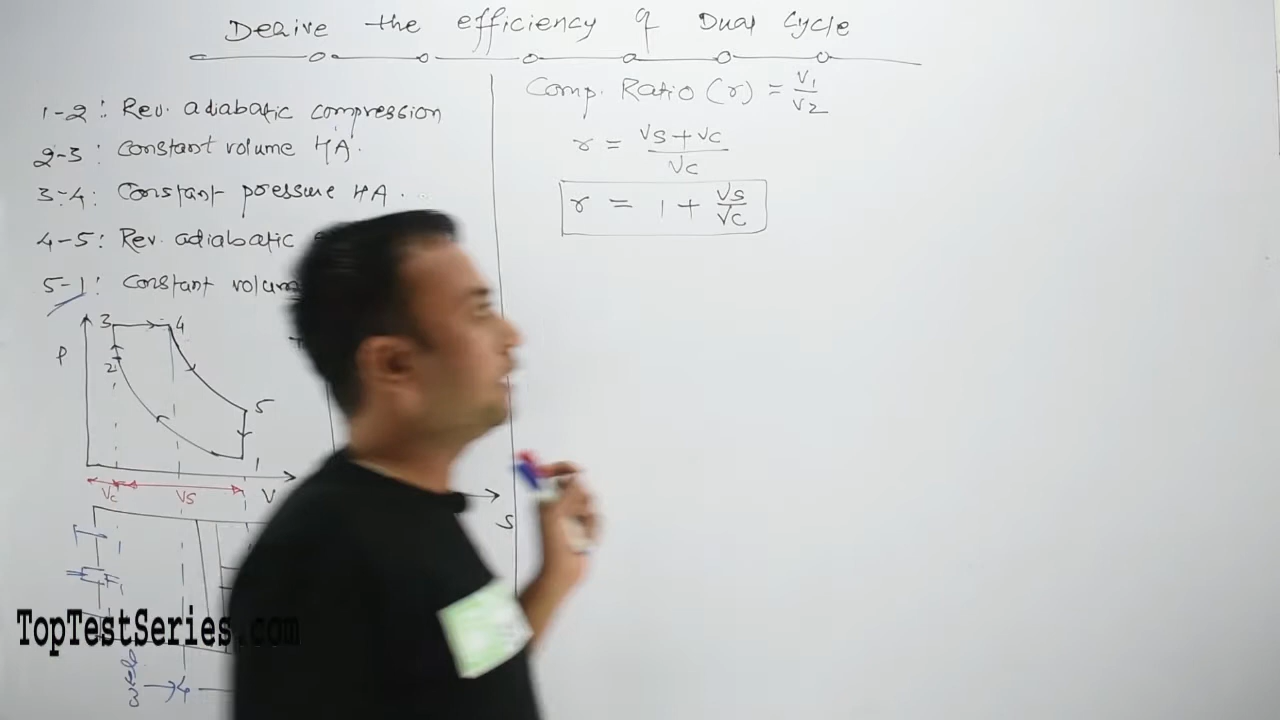 Derive the efficiency of Dual Cycle
1-2: Rev. adiabatic compression
2-3: Constant volume HA.
3-4: Constant pressure HA.
4-5: Rev. adiabatic
5-1: Constant volume
P
3
4
2
5
1
V
Vc
Vs
S
4
Comp. Ratio (r) = V1/V2
r = Vs+Vc/Vc
r = 1 + Vs/Vc
TopTestSeries.com